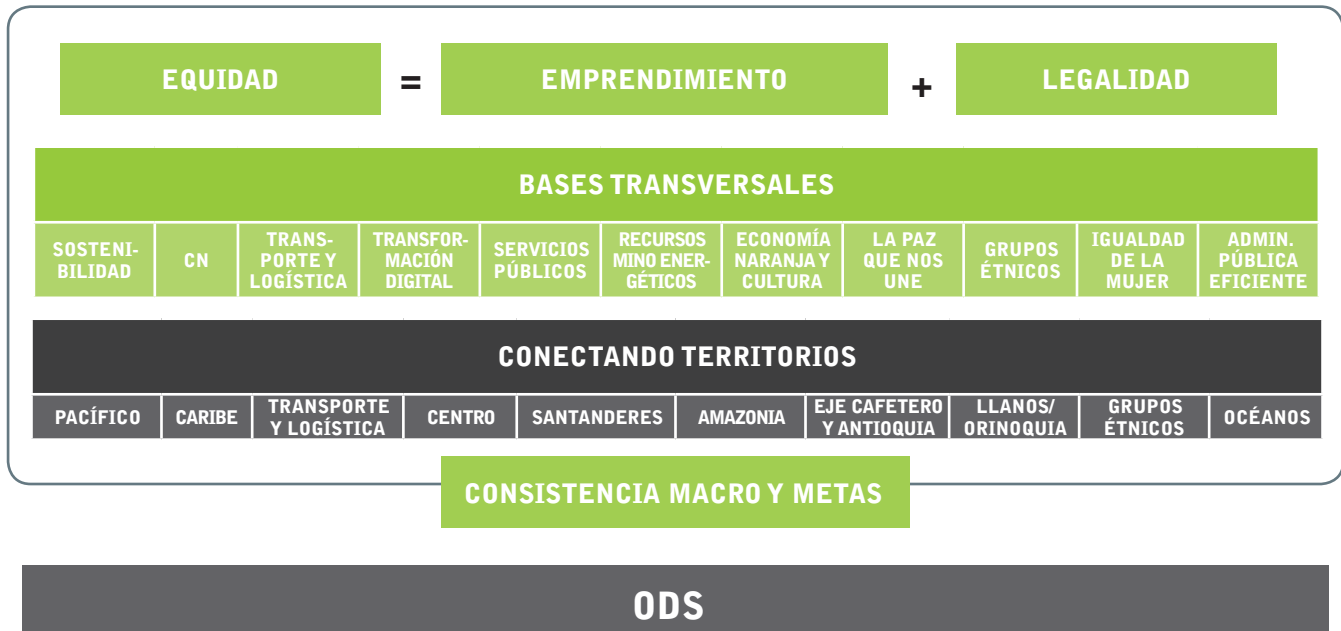 EQUIDAD = EMPRENDIMIENTO + LEGALIDAD
BASES TRANSVERSALES
SOSTENI-
BILIDAD
CN
TRANS-
PORTE Y
LOGÍSTICA
TRANSFOR-
MACIÓN
DIGITAL
SERVICIOS
PÚBLICOS
RECURSOS
MINO ENER-
GÉTICOS
ECONOMÍA
NARANJA Y
CULTURA
LA PAZ
QUE NOS
UNE
GRUPOS
ÉTNICOS
IGUALDAD
DE LA
MUJER
ADMIN.
PÚBLICA
EFICIENTE
CONECTANDO TERRITORIOS
PACÍFICO
CARIBE
TRANSPORTE
Y LOGÍSTICA
CENTRO
SANTANDERES
AMAZONIA
EJE CAFETERO
Y ANTIOQUIA
LLANOS/
ORINOQUIA
GRUPOS
ÉTNICOS
OCÉANOS
CONSISTENCIA MACRO Y METAS
ODS